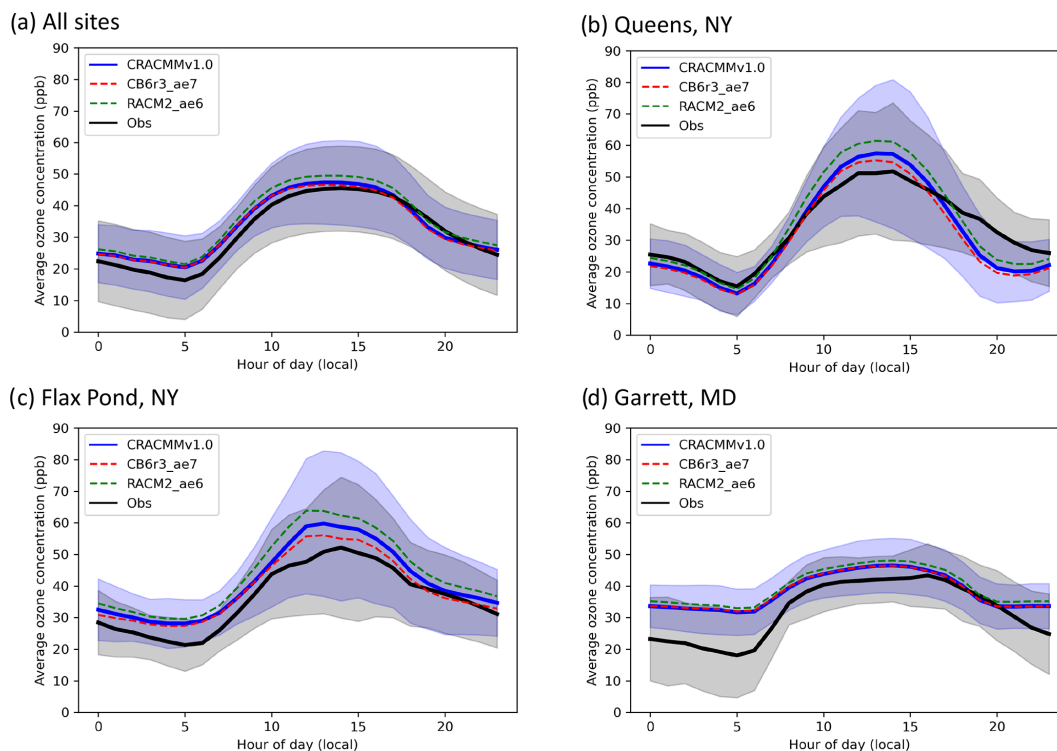 (a) All sites
Average ozone concentration (ppb)
90
80
70
60
50
40
30
20
10
0
CRACMMv1.0
CB6r3_ae7
RACM2_ae6
Obs
0 5 10 15 20
Hour of day (local)
(b) Queens, NY
Average ozone concentration (ppb)
90
80
70
60
50
40
30
20
10
0
CRACMMv1.0
CB6r3_ae7
RACM2_ae6
Obs
0 5 10 15 20
Hour of day (local)
(c) Flax Pond, NY
Average ozone concentration (ppb)
90
80
70
60
50
40
30
20
10
0
CRACMMv1.0
CB6r3_ae7
RACM2_ae6
Obs
0 5 10 15 20
Hour of day (local)
(d) Garrett, MD
Average ozone concentration (ppb)
90
80
70
60
50
40
30
20
10
0
CRACMMv1.0
CB6r3_ae7
RACM2_ae6
Obs
0 5 10 15 20
Hour of day (local)